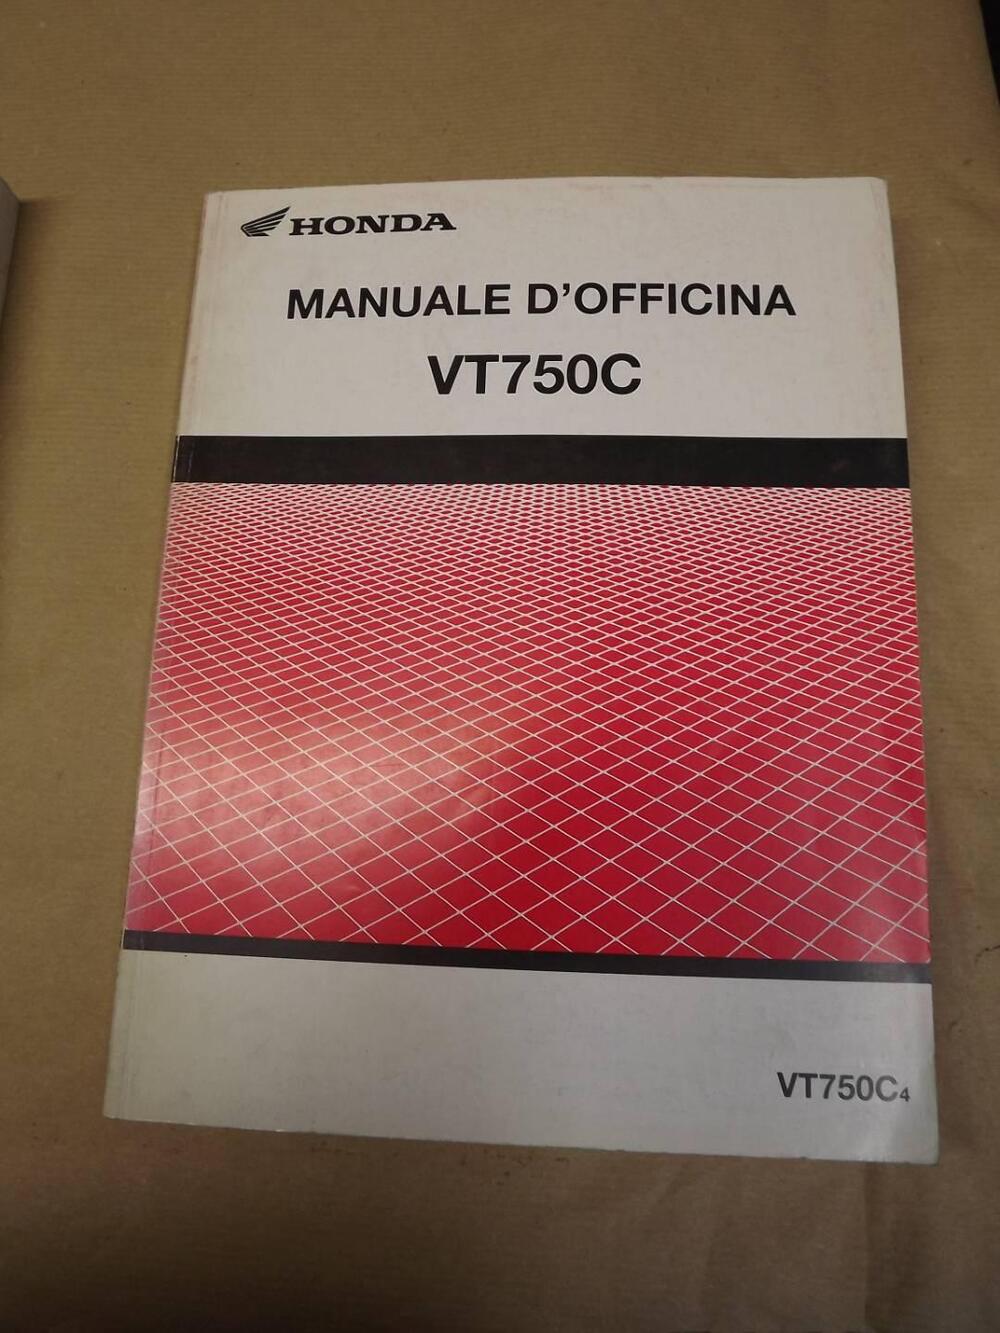 HONDA
MANUALE D'OFFICINA
VT750C
VT750C4